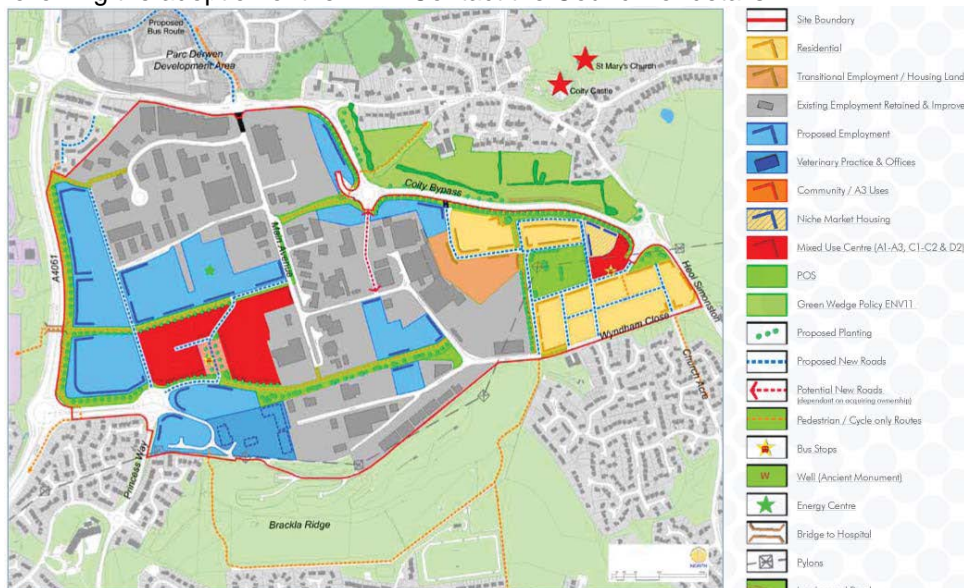 Proposed
Bus Route
Parc Derwen
Development Area
St Mary's Church
Coity Castle
Coity Bypass
A4061
Main Avenue
Heol Simonston
Wyndham Close
Church Acre
Princess Way
Brackla Ridge
NORTH
Site Boundary
Residential
Transitional Employment / Housing Land
Existing Employment Retained & Improve
Proposed Employment
Veterinary Practice & Offices
Community / A3 Uses
Niche Market Housing
Mixed Use Centre (A1-A3, C1-C2 & D2)
POS
Green Wedge Policy ENV11
Proposed Planting
Proposed New Roads
Potential New Roads
(dependant on acquiring ownership)
Pedestrian / Cycle only Routes
Bus Stops
W
Well (Ancient Monument)
Energy Centre
Bridge to Hospital
Pylons